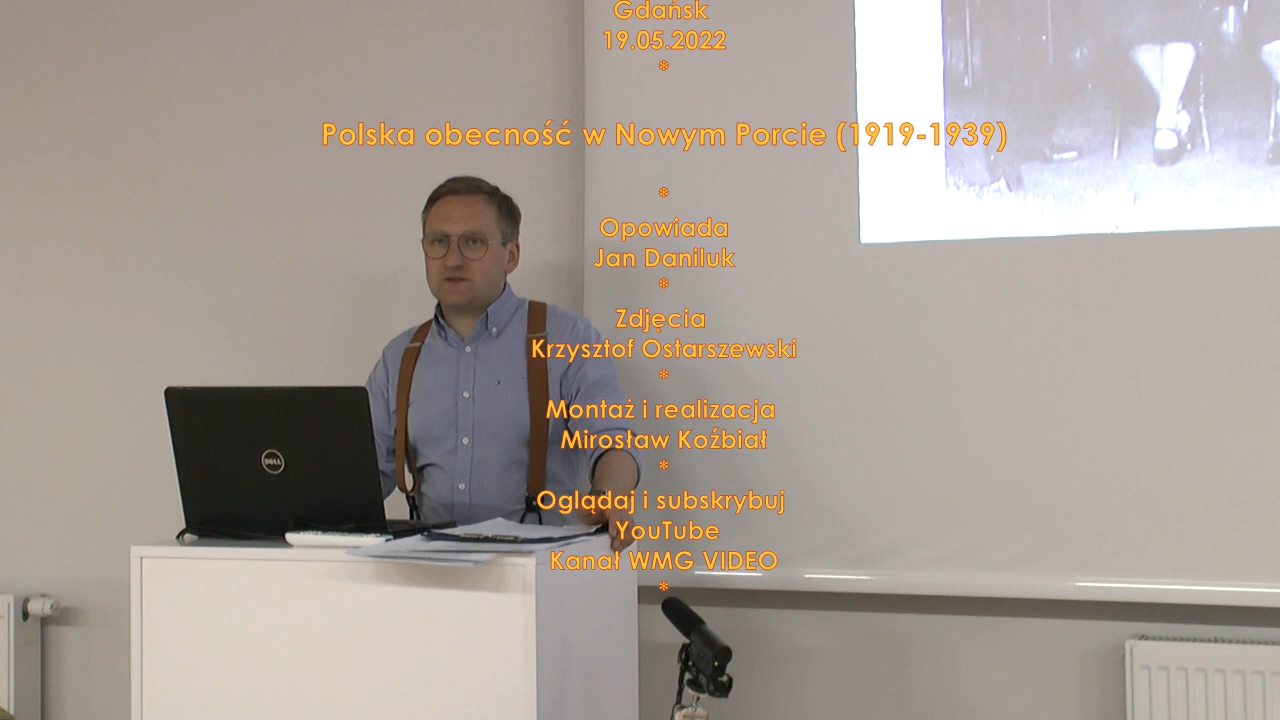 Gdańsk
19.05.2022
*
Polska obecność w Nowym Porcie (1919-1939)
*
Opowiada
Jan Daniluk
*
Zdjęcia
Krzysztof Ostarszewski
*
Montaż i realizacja
Mirosław Koźbiał
*
Oglądaj i subskrybuj
YouTube
Kanał WMG VIDEO
*
DELL